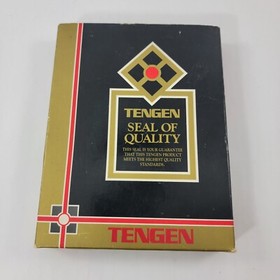 TENGEN
SEAL OF
QUALITY
THIS SEAL IS YOUR GUARANTEE
THAT THIS TENGEN PRODUCT
MEETS THE HIGHEST QUALITY
STANDARDS.
TENGEN